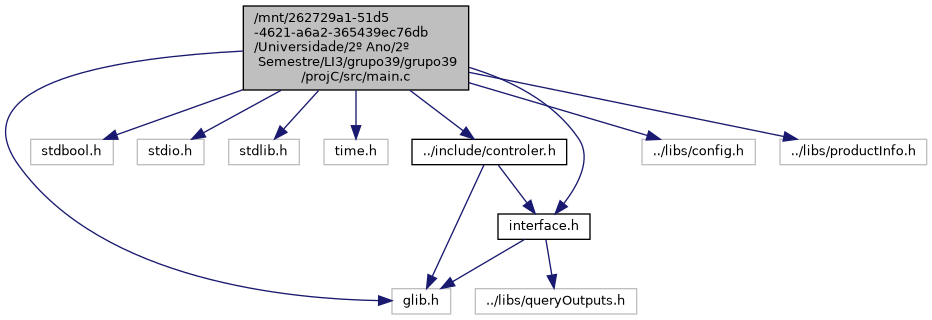 /mnt/262729a1-51d5
-4621-a6a2-365439ec76db
/Universidade/2º Ano/2º
Semestre/LI3/grupo39/grupo39
/projC/src/main.c
stdbool.h
stdio.h
stdlib.h
time.h
../include/controler.h
../libs/config.h
../libs/productInfo.h
interface.h
glib.h
../libs/queryOutputs.h